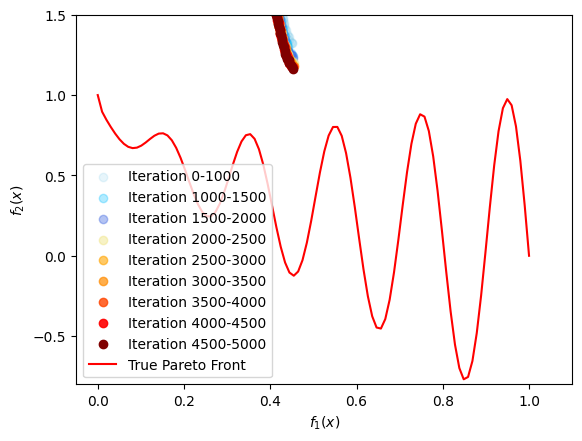 1.5
1.0
0.5
0.0
−0.5
f₂(x)
Iteration 0-1000
Iteration 1000-1500
Iteration 1500-2000
Iteration 2000-2500
Iteration 2500-3000
Iteration 3000-3500
Iteration 3500-4000
Iteration 4000-4500
Iteration 4500-5000
True Pareto Front
0.0 0.2 0.4 0.6 0.8 1.0
f₁(x)